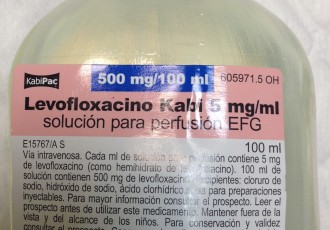 KabiPac
500 mg/100 ml
605971.5 OH
Levofloxacino Kabi 5 mg/ml
solución para perfusión EFG
E15767/A S
100 ml
Vía intravenosa. Cada ml de solución para perfusión contiene 5 mg
de levofloxacino (como hemihidrato de levofloxacino). 100 ml de
solución contienen 500 mg de levofloxacino. Excipientes: cloruro de
sodio, hidróxido de sodio, ácido clorhídrico, agua para preparaciones
inyectables. Para mayor información consultar el prospecto. Leer el
prospecto antes de utilizar este medicamento. Mantener fuera de
la vista y del alcance de los niños. Para conservación y validez
consultar el prospecto.